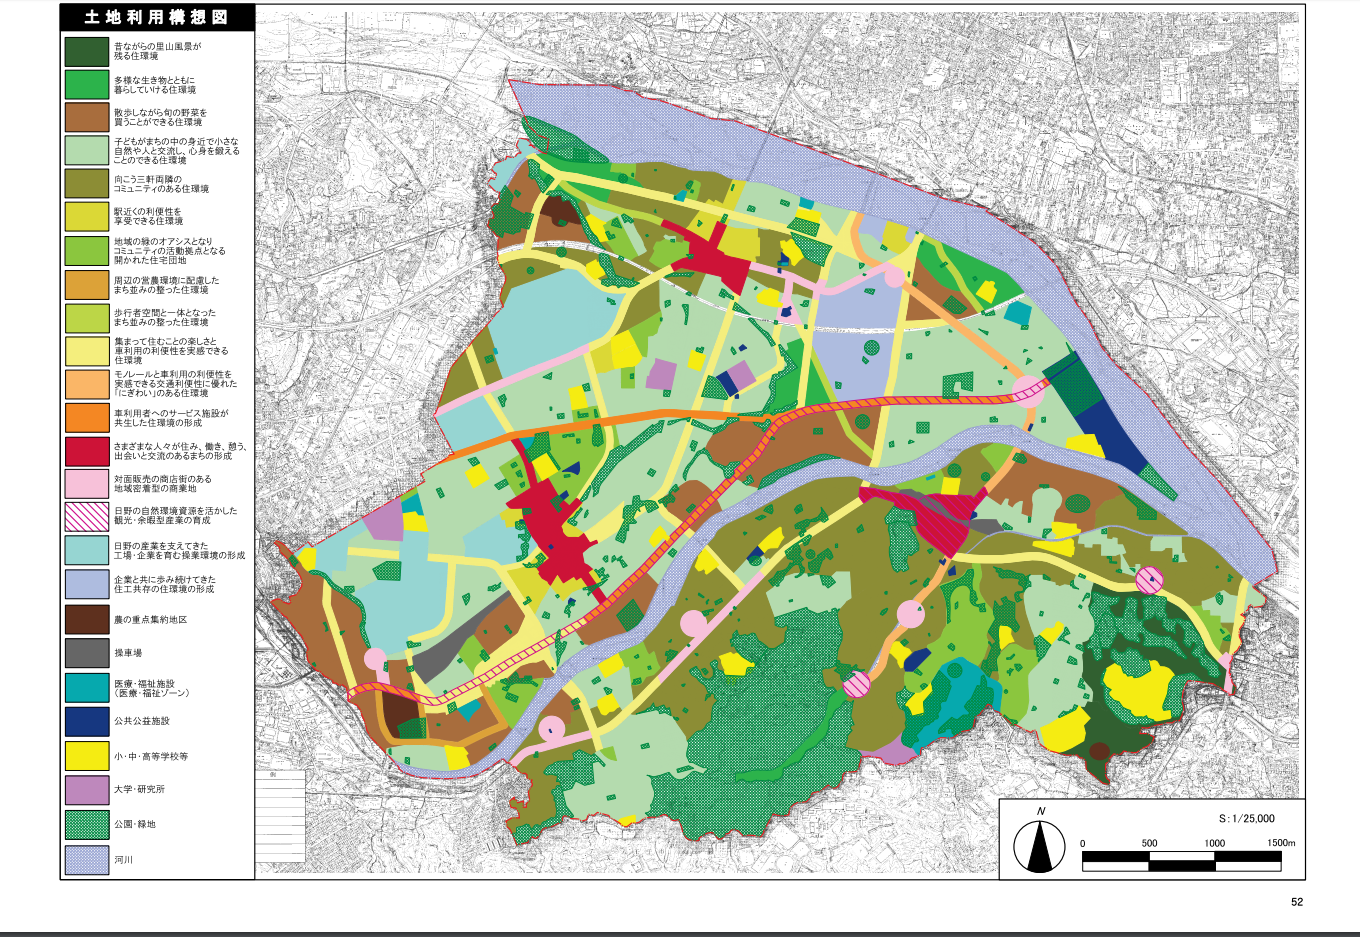 土地利用構想図
昔ながらの里山風景が
残る住環境
多様な生き物とともに
暮らしていける住環境
散歩しながら旬の野菜を
買うことができる住環境
子どもがまちの中の身近で小さな
自然や人と交流し、心身を鍛える
ことのできる住環境
向こう三軒両隣の
コミュニティのある住環境
駅近くの利便性を
享受できる住環境
地域の緑のオアシスとなり
コミュニティの活動拠点となる
開かれた住宅団地
周辺の営農環境に配慮した
まち並みの整った住環境
歩行者空間と一体となった
まち並みの整った住環境
集まって住むことの楽しさと
車利用の利便性を実感できる
住環境
モノレールと車利用の利便性を
実感できる交通利便性に優れた
「にぎわい」のある住環境
車利用者へのサービス施設が
共生した住環境の形成
さまざまな人々が住み、働き、憩う、
出会いと交流のあるまちの形成
対面販売の商店街のある
地域密着型の商業地
日野の自然環境資源を活かした
観光・余暇型産業の育成
日野の産業を支えてきた
工場・企業を育む操業環境の形成
企業と共に歩み続けてきた
住工共存の住環境の形成
農の重点集約地区
操車場
医療・福祉施設
（医療・福祉ゾーン）
公共公益施設
小・中・高等学校等
大学・研究所
公園・緑地
河川
N
S：1/25,000
0 500 1000 1500m
52